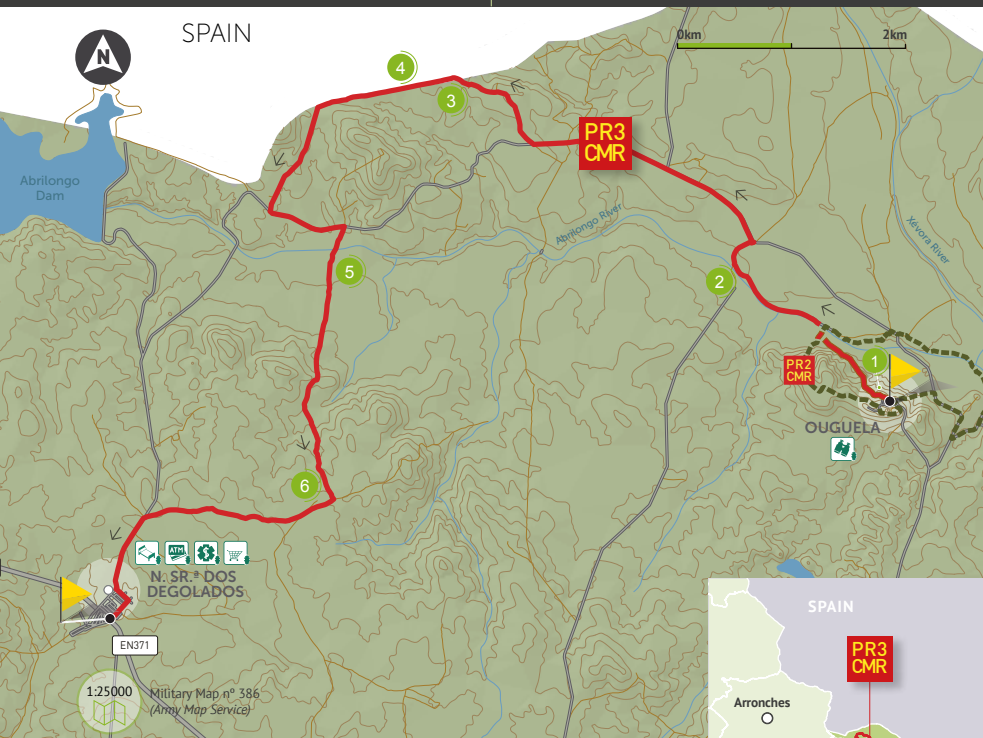 SPAIN
N
0km
2km
4
3
PR3
CMR
Abrilongo
Dam
Abrilongo River
Xévora River
5
2
1
PR2
CMR
OUGUELA
6
ATM
N. SR.ª DOS
DEGOLADOS
EN371
1:25000
Military Map nº 386
(Army Map Service)
SPAIN
PR3
CMR
Arronches